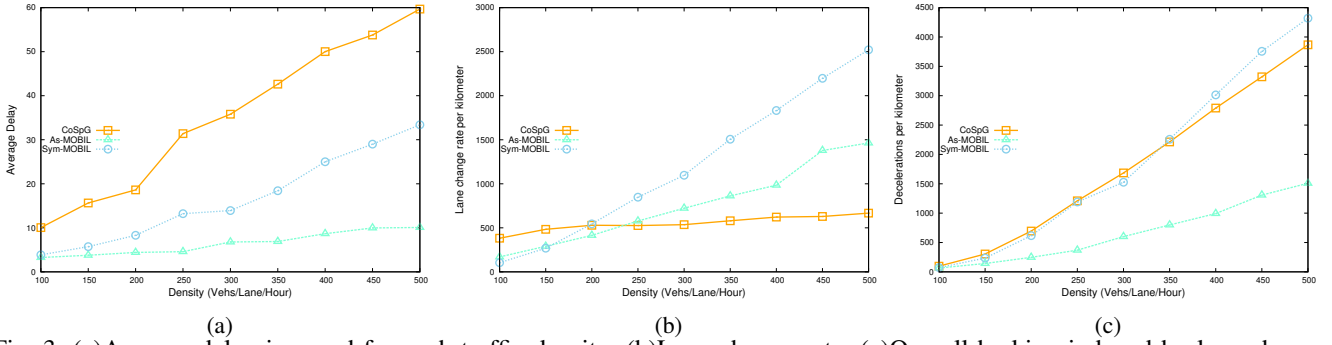 60
50
40
30
20
10
0
Average Delay
CoSpG
As-MOBIL
Sym-MOBIL
100 150 200 250 300 350 400 450 500
Density (Vehs/Lane/Hour)
(a)
3000
2500
2000
1500
1000
500
0
Lane change rate per kilometer
CoSpG
As-MOBIL
Sym-MOBIL
100 150 200 250 300 350 400 450 500
Density (Vehs/Lane/Hour)
(b)
4500
4000
3500
3000
2500
2000
1500
1000
500
0
Decelerations per kilometer
CoSpG
As-MOBIL
Sym-MOBIL
100 150 200 250 300 350 400 450 500
Density (Vehs/Lane/Hour)
(c)